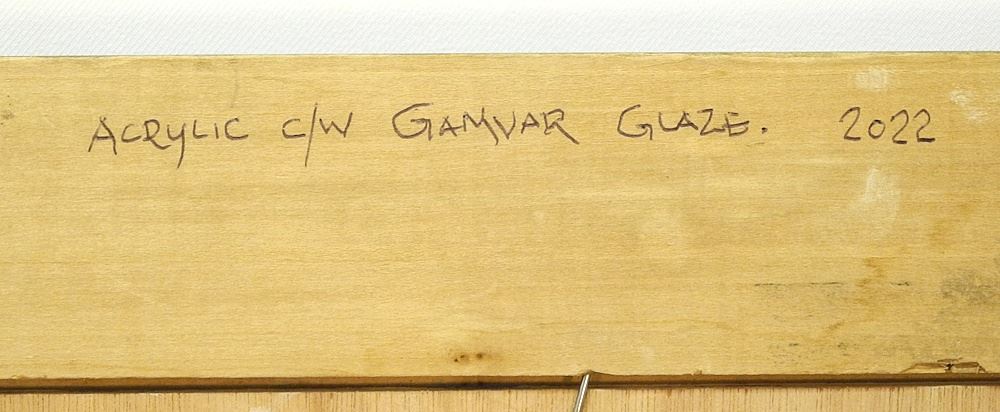 ACRYLIC C/W GAMVAR GLAZE. 2022